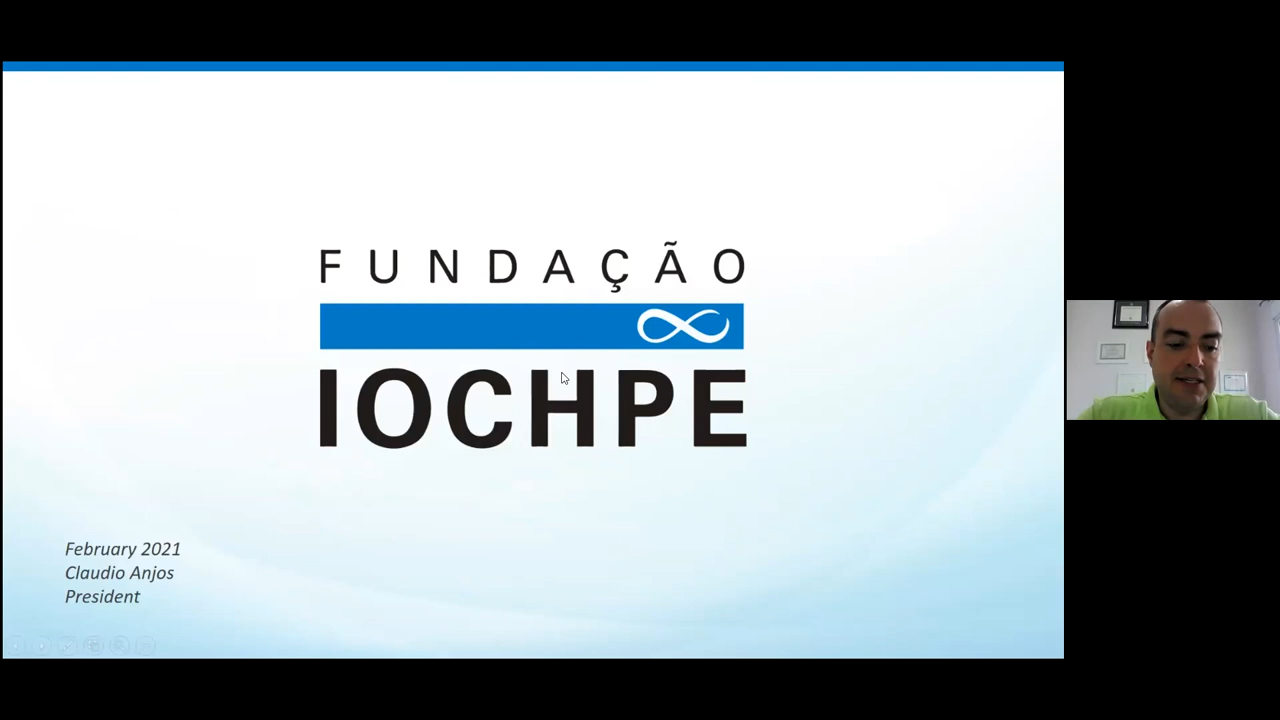 FUNDAÇÃO
IOCHPE
February 2021
Claudio Anjos
President